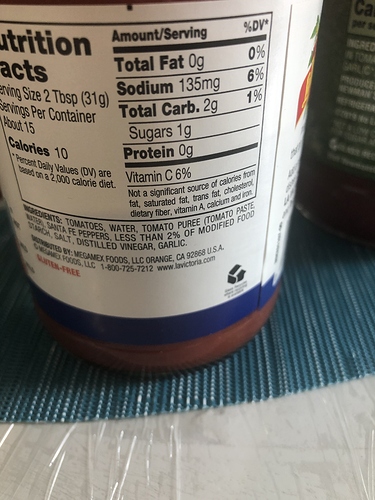 utrition
acts
erving Size 2 Tbsp (31g)
ervings Per Container
About 15
Calories 10
*Percent Daily Values (DV) are
based on a 2,000 calorie diet.
Amount/Serving %DV*
Total Fat 0g 0%
Sodium 135mg 6%
Total Carb. 2g 1%
Sugars 1g
Protein 0g
Vitamin C 6%
Not a significant source of calories from
fat, saturated fat, trans fat, cholesterol,
dietary fiber, vitamin A, calcium and iron.
INGREDIENTS: TOMATOES, WATER, TOMATO PUREE (TOMATO PASTE,
WATER), SANTA FE PEPPERS, LESS THAN 2% OF MODIFIED FOOD
STARCH, SALT, DISTILLED VINEGAR, GARLIC.
DISTRIBUTED BY: MEGAMEX FOODS, LLC ORANGE, CA 92868 U.S.A.
© MEGAMEX FOODS, LLC 1-800-725-7212 www.lavictoria.com
GLUTEN-FREE
Ca